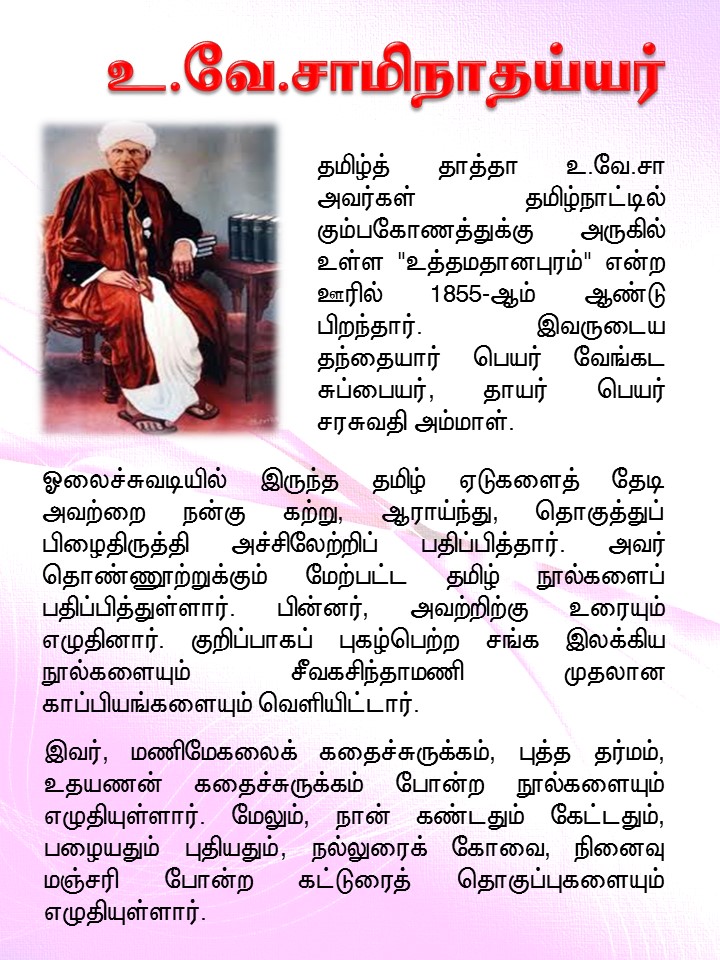 உ.வே.சாமிநாதய்யர்
தமிழ்த் தாத்தா உ.வே.சா
அவர்கள் தமிழ்நாட்டில்
கும்பகோணத்துக்கு அருகில்
உள்ள "உத்தமதானபுரம்" என்ற
ஊரில் 1855-ஆம் ஆண்டு
பிறந்தார். இவருடைய
தந்தையார் பெயர் வேங்கட
சுப்பையர், தாயர் பெயர்
சரசுவதி அம்மாள்.
ஓலைச்சுவடியில் இருந்த தமிழ் ஏடுகளைத் தேடி
அவற்றை நன்கு கற்று, ஆராய்ந்து, தொகுத்துப்
பிழைதிருத்தி அச்சிலேற்றிப் பதிப்பித்தார். அவர்
தொண்ணூற்றுக்கும் மேற்பட்ட தமிழ் நூல்களைப்
பதிப்பித்துள்ளார். பின்னர், அவற்றிற்கு உரையும்
எழுதினார். குறிப்பாகப் புகழ்பெற்ற சங்க இலக்கிய
நூல்களையும் சீவகசிந்தாமணி முதலான
காப்பியங்களையும் வெளியிட்டார்.
இவர், மணிமேகலைக் கதைச்சுருக்கம், புத்த தர்மம்,
உதயணன் கதைச்சுருக்கம் போன்ற நூல்களையும்
எழுதியுள்ளார். மேலும், நான் கண்டதும் கேட்டதும்,
பழையதும் புதியதும், நல்லுரைக் கோவை, நினைவு
மஞ்சரி போன்ற கட்டுரைத் தொகுப்புகளையும்
எழுதியுள்ளார்.